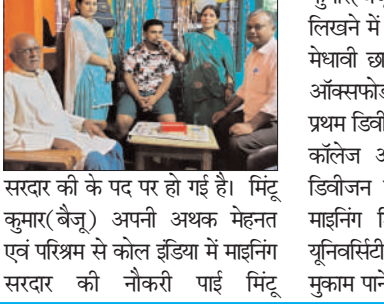 सरदार की के पद पर हो गई है। मिंटू
कुमार(बैजू) अपनी अथक मेहनत
एवं परिश्रम से कोल इंडिया में माइनिंग
सरदार की नौकरी पाई मिंटू
लिखने में
मेधावी
ऑक्सफोर्ड
प्रथम
कॉलेज
डिवीजन
माइनिंग
यूनिवर्सिटी
मुकाम पाने